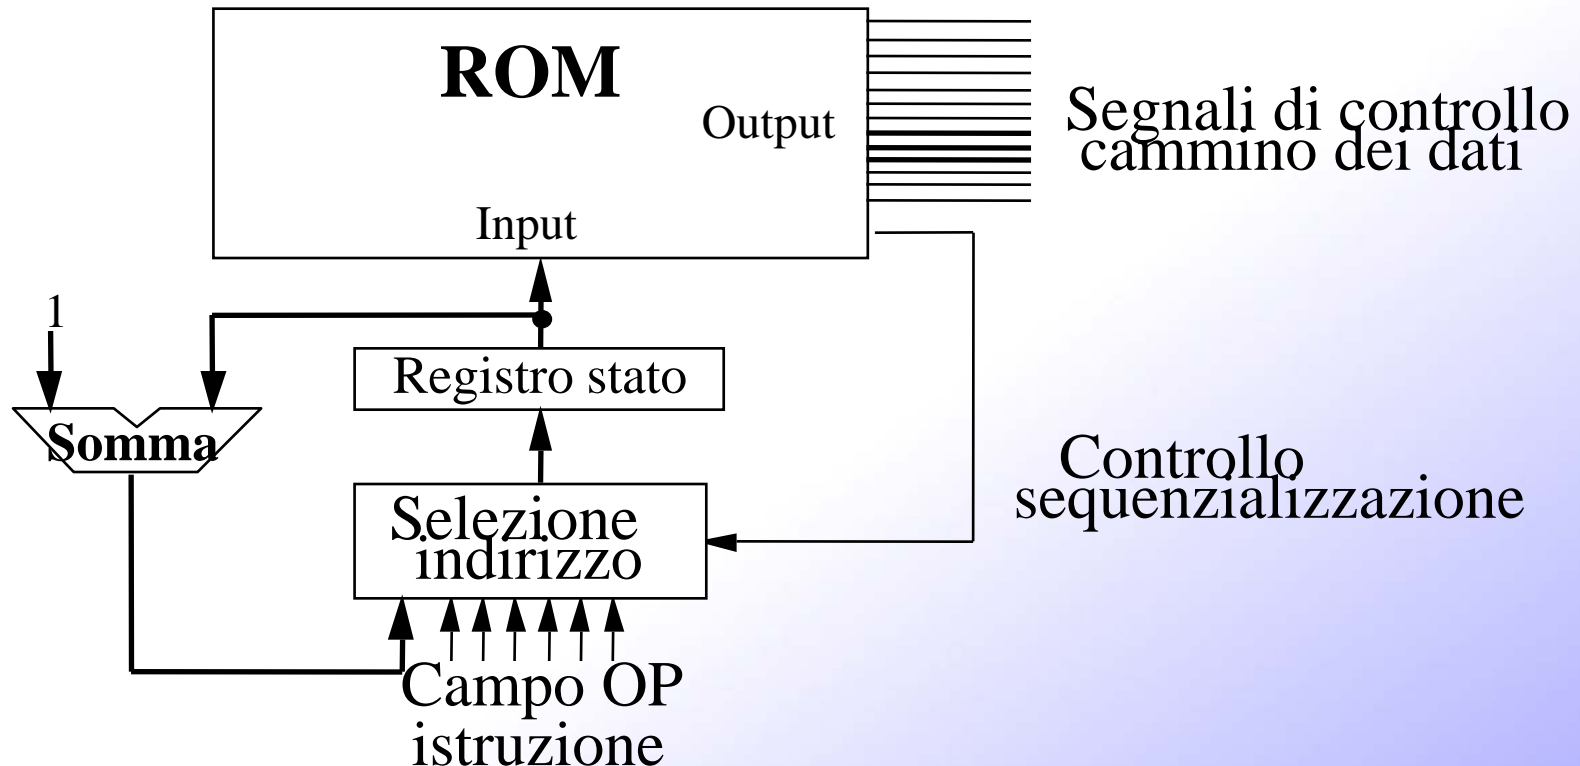 ROM
Output
Segnali di controllo
cammino dei dati
Input
1
Registro stato
Somma
Controllo
sequenzializzazione
Selezione
indirizzo
Campo OP
istruzione